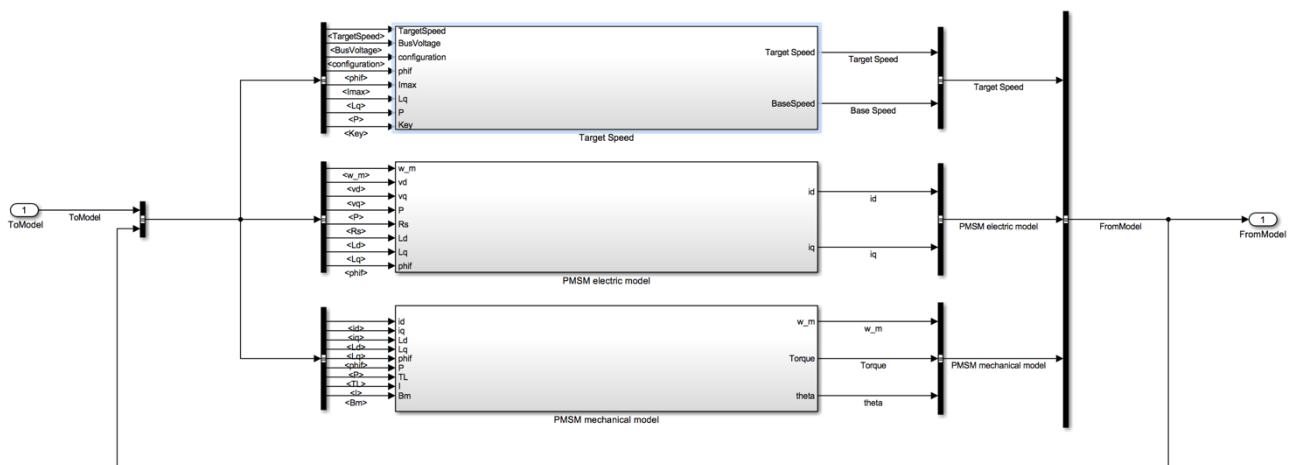 TargetSpeed
<TargetSpeed>
BusVoltage
<BusVoltage>
configuration
<configuration>
phif
<phif>
Imax
<Imax>
Lq
<Lq>
P
<P>
Key
<Key>
Target Speed
Target Speed
BaseSpeed
Base Speed
Target Speed
Target Speed
w_m
<w_m>
vd
<vd>
vq
<vq>
P
<P>
Rs
<Rs>
Ld
<Ld>
Lq
<Lq>
phif
<phif>
id
id
iq
iq
PMSM electric model
PMSM electric model
1
ToModel
ToModel
FromModel
1
FromModel
id
<id>
iq
<iq>
Ld
<Ld>
Lq
<Lq>
phif
<phif>
P
<P>
TL
<TL>
I
<I>
Bm
<Bm>
w_m
w_m
Torque
Torque
theta
theta
PMSM mechanical model
PMSM mechanical model